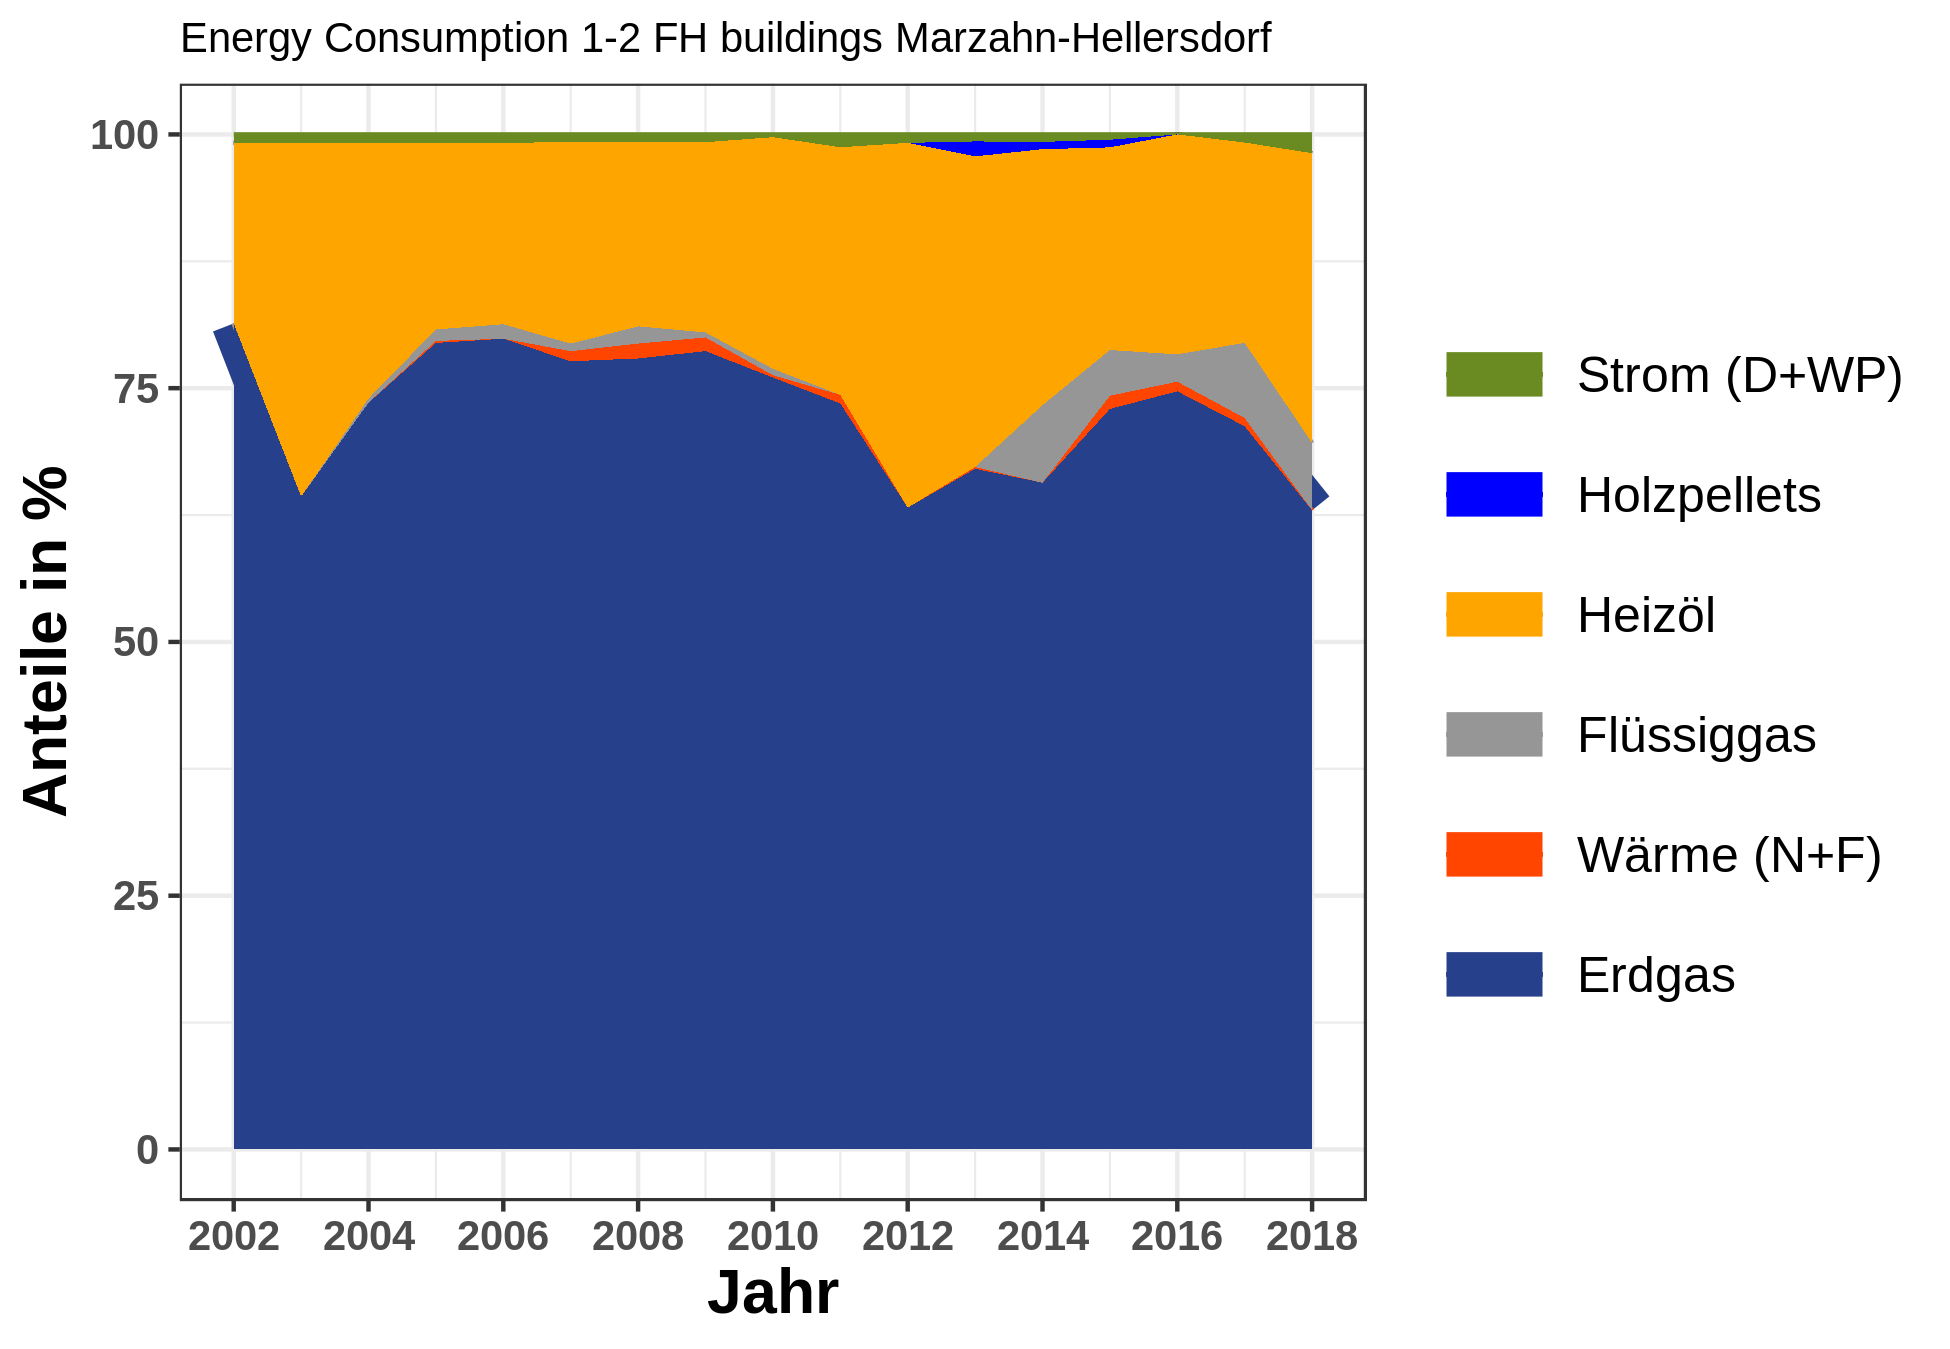 Energy Consumption 1-2 FH buildings Marzahn-Hellersdorf
Anteile in %
100
75
50
25
0
2002 2004 2006 2008 2010 2012 2014 2016 2018
Jahr
Strom (D+WP)
Holzpellets
Heizöl
Flüssiggas
Wärme (N+F)
Erdgas